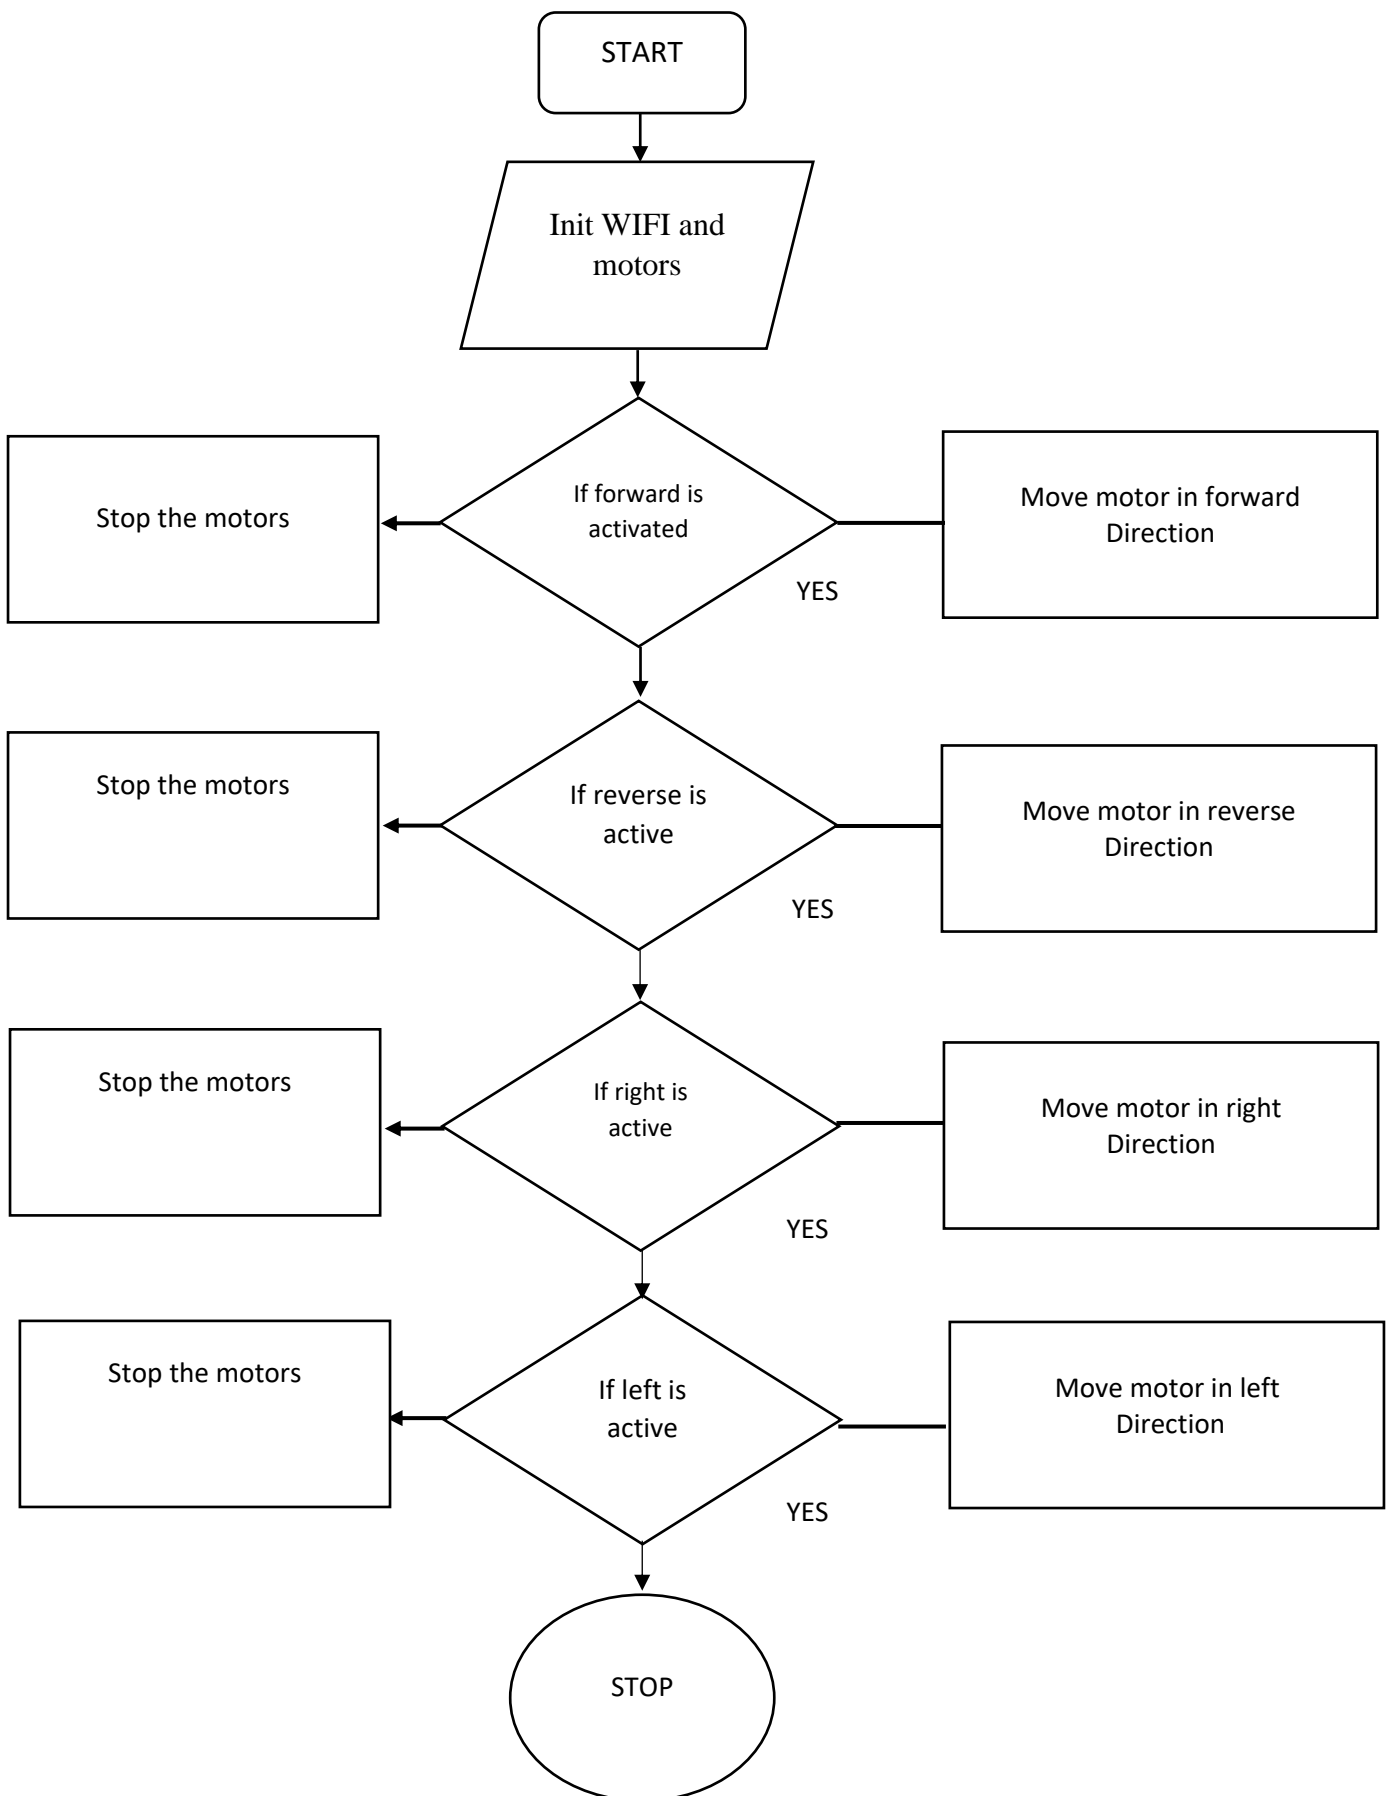 START
Init WIFI and
motors
Stop the motors
If forward is
activated
Move motor in forward
Direction
YES
Stop the motors
If reverse is
active
Move motor in reverse
Direction
YES
Stop the motors
If right is
active
Move motor in right
Direction
YES
Stop the motors
If left is
active
Move motor in left
Direction
YES
STOP